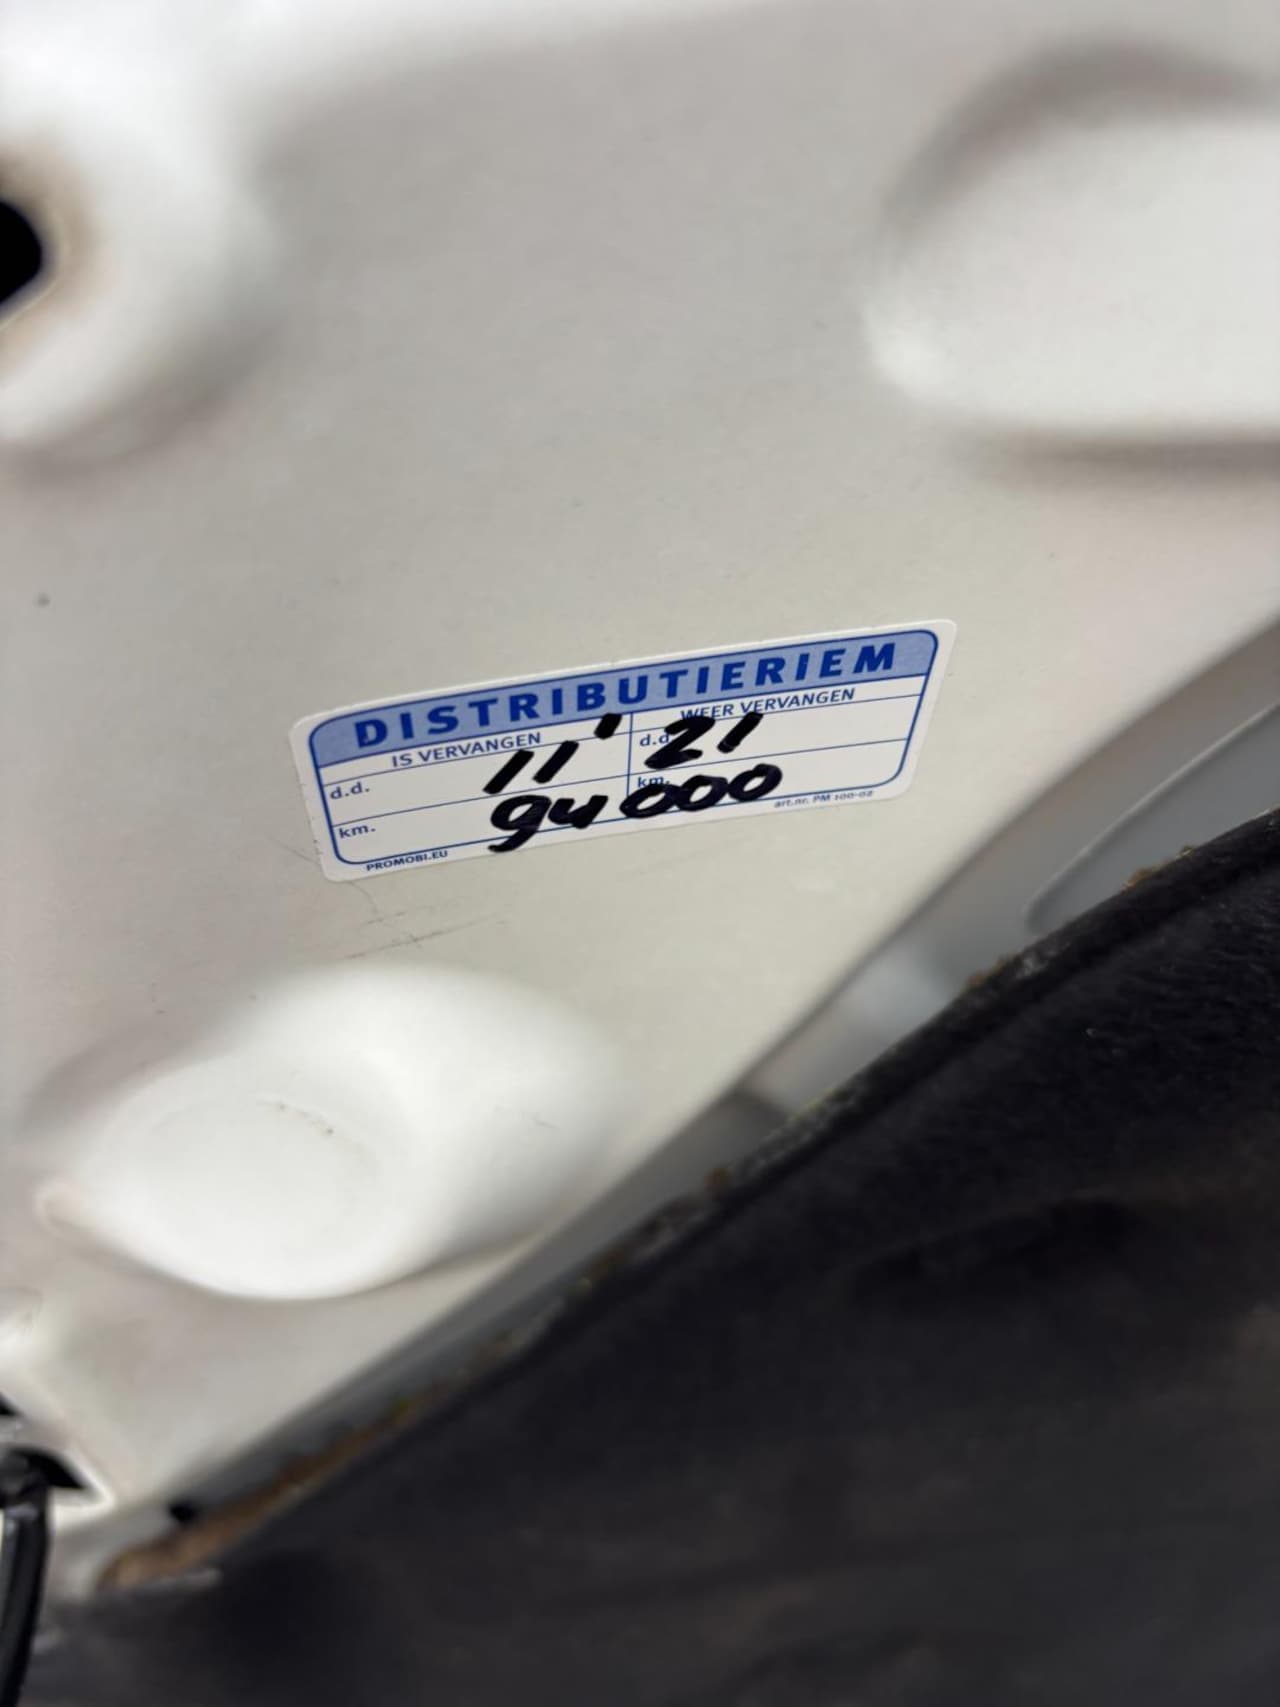 DISTRIBUTIERIEM
IS VERVANGEN WEER VERVANGEN
d.d. 11' 21 d.d.
km. 94000 km.
PROMOBI.EU art.nr. PM 100-02